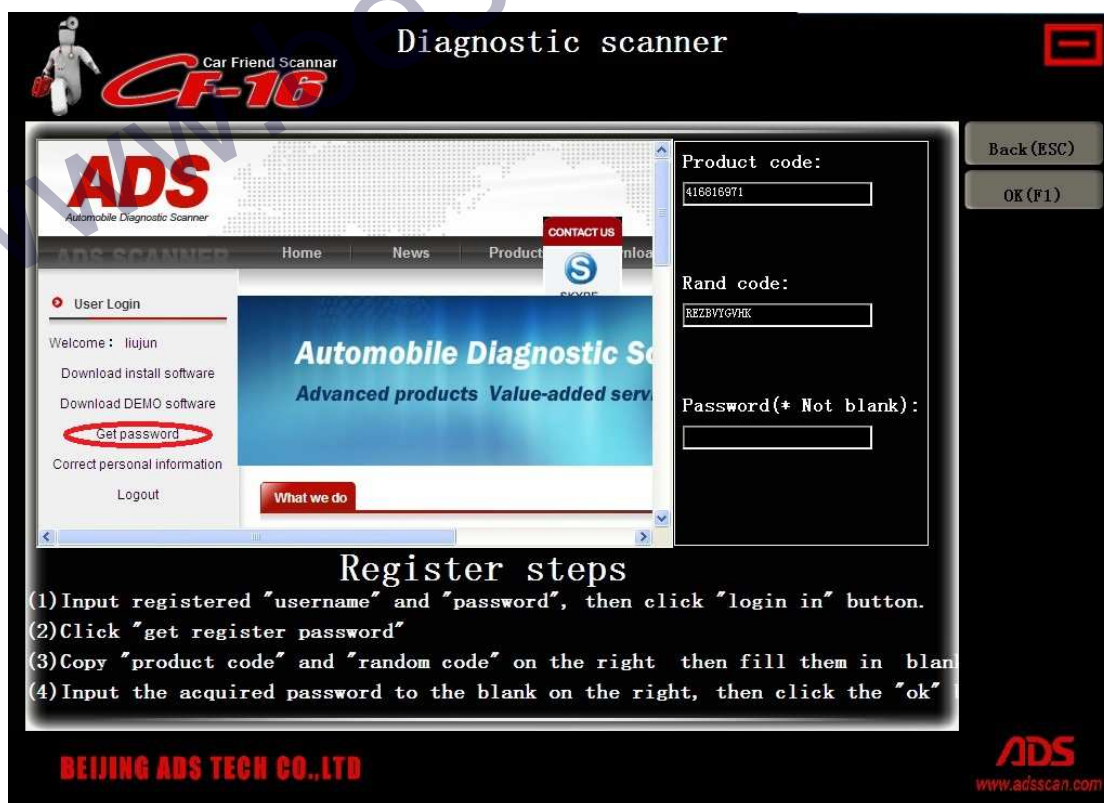 Diagnostic scanner
Car Friend Scannar
CF-16
Back(ESC)
OK(F1)
ADS
Automobile Diagnostic Scanner
ADS SCANNER
Home News Product nloa
CONTACT US
S
SKYPE
User Login
Welcome: liujun
Download install software
Download DEMO software
Get password
Correct personal information
Logout
Automobile Diagnostic Sc
Advanced products Value-added serv
What we do
Product code:
416816971
Rand code:
REZBVYGVHK
Password(* Not blank):
Register steps
(1)Input registered "username" and "password", then click "login in" button.
(2)Click "get register password"
(3)Copy "product code" and "random code" on the right then fill them in blan
(4)Input the acquired password to the blank on the right, then click the "ok"
BEIJING ADS TECH CO.,LTD
ADS
www.adsscan.com